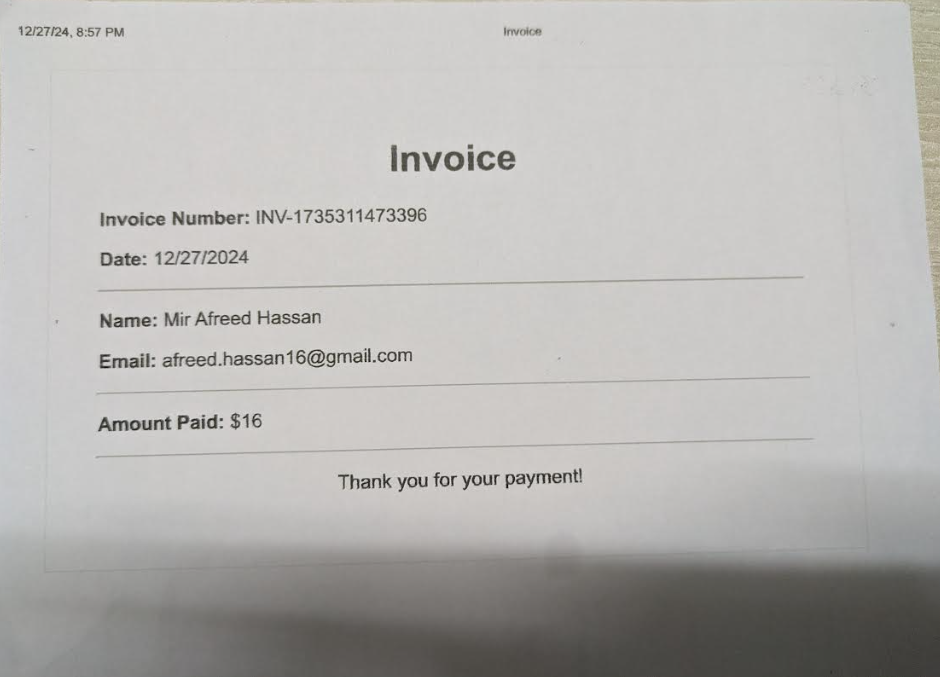 12/27/24, 8:57 PM Invoice
Invoice
Invoice Number: INV-1735311473396
Date: 12/27/2024
Name: Mir Afreed Hassan
Email: afreed.hassan16@gmail.com
Amount Paid: $16
Thank you for your payment!